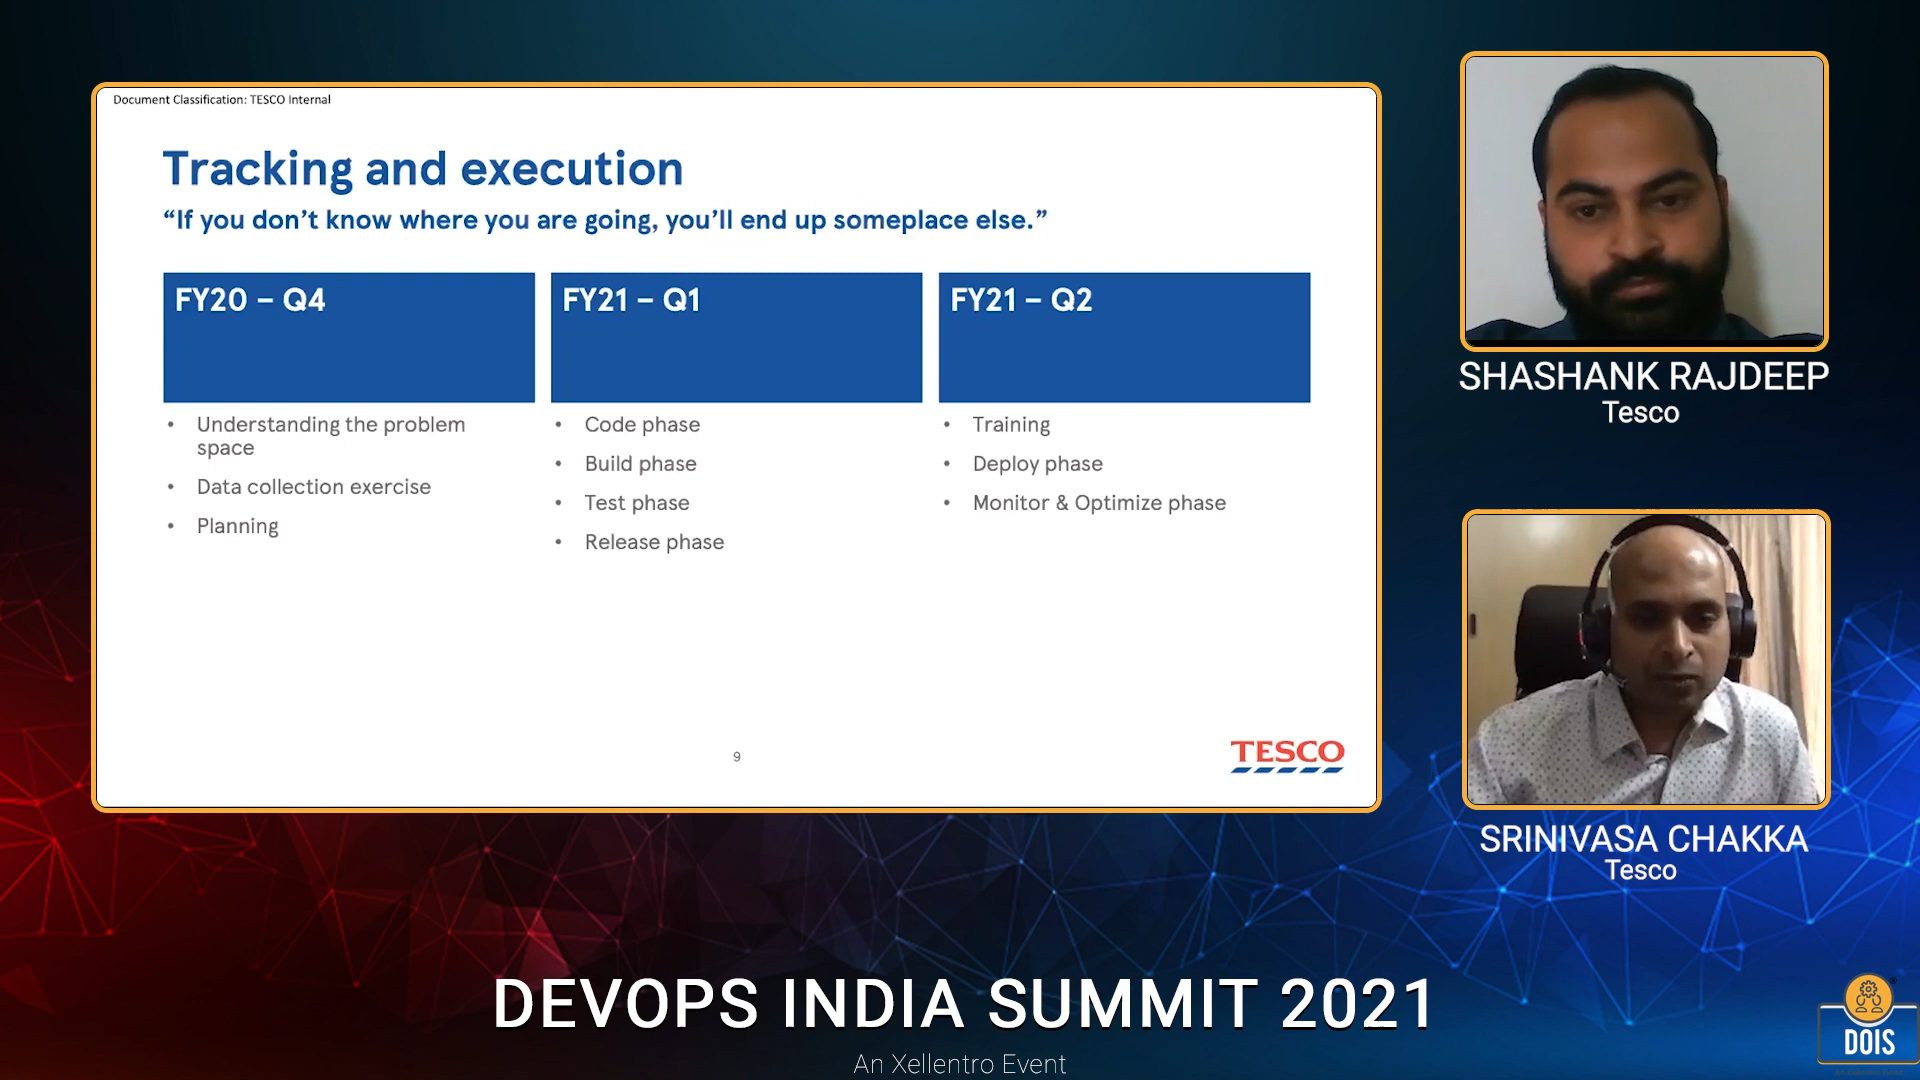 Document Classification: TESCO Internal
Tracking and execution
“If you don’t know where you are going, you’ll end up someplace else.”
FY20 – Q4
• Understanding the problem
space
• Data collection exercise
• Planning
FY21 – Q1
• Code phase
• Build phase
• Test phase
• Release phase
FY21 – Q2
• Training
• Deploy phase
• Monitor & Optimize phase
9
TESCO
SHASHANK RAJDEEP
Tesco
SRINIVASA CHAKKA
Tesco
DEVOPS INDIA SUMMIT 2021
An Xellentro Event
DOIS